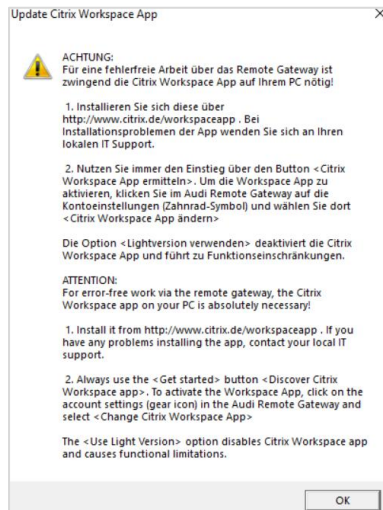 Update Citrix Workspace App
ACHTUNG:
Für eine fehlerfreie Arbeit über das Remote Gateway ist
zwingend die Citrix Workspace App auf Ihrem PC nötig!
1. Installieren Sie sich diese über
http://www.citrix.de/workspaceapp . Bei
Installationsproblemen der App wenden Sie sich an Ihren
lokalen IT Support.
2. Nutzen Sie immer den Einstieg über den Button <Citrix
Workspace App ermitteln>. Um die Workspace App zu
aktivieren, klicken Sie im Audi Remote Gateway auf die
Kontoeinstellungen (Zahnrad-Symbol) und wählen Sie dort
<Citrix Workspace App ändern>
Die Option <Lightversion verwenden> deaktiviert die Citrix
Workspace App und führt zu Funktionseinschränkungen.
ATTENTION:
For error-free work via the remote gateway, the Citrix
Workspace app on your PC is absolutely necessary!
1. Install it from http://www.citrix.de/workspaceapp . If you
have any problems installing the app, contact your local IT
support.
2. Always use the <Get started> button <Discover Citrix
Workspace app>. To activate the Workspace App, click on the
account settings (gear icon) in the Audi Remote Gateway and
select <Change Citrix Workspace App>
The <Use Light Version> option disables Citrix Workspace app
and causes functional limitations.
OK